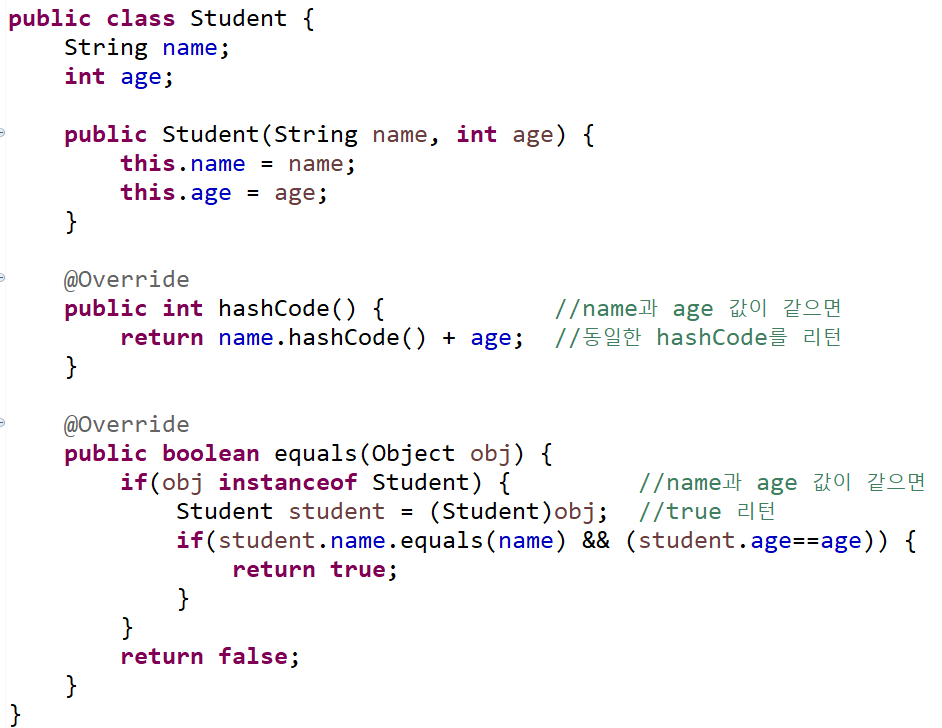 public class Student {
    String name;
    int age;

    public Student(String name, int age) {
        this.name = name;
        this.age = age;
    }

    @Override
    public int hashCode() {            //name과 age 값이 같으면
        return name.hashCode() + age;  //동일한 hashCode를 리턴
    }

    @Override
    public boolean equals(Object obj) {
        if(obj instanceof Student) {         //name과 age 값이 같으면
            Student student = (Student)obj;  //true 리턴
            if(student.name.equals(name) && (student.age==age)) {
                return true;
            }
        }
        return false;
    }
}